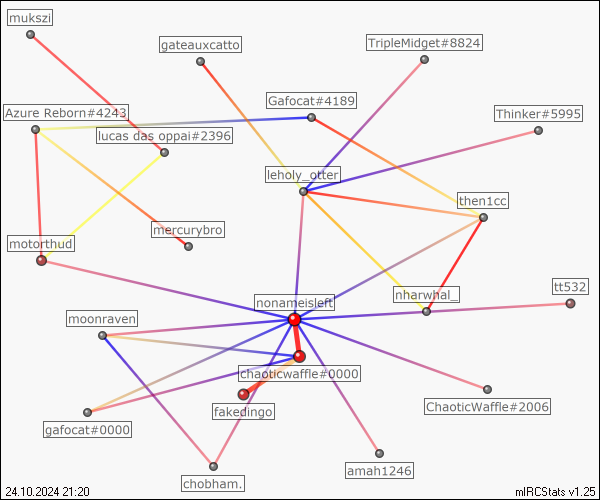 mukszi
gateauxcatto
TripleMidget#8824
Azure Reborn#4243
Gafocat#4189
Thinker#5995
lucas das oppai#2396
leholy_otter
then1cc
motorthud
mercurybro
nonameisleft
nharwhal_
tt532
moonraven
chaoticwaffle#0000
fakedingo
ChaoticWaffle#2006
gafocat#0000
chobham.
amah1246
24.10.2024 21:20
mIRCStats v1.25